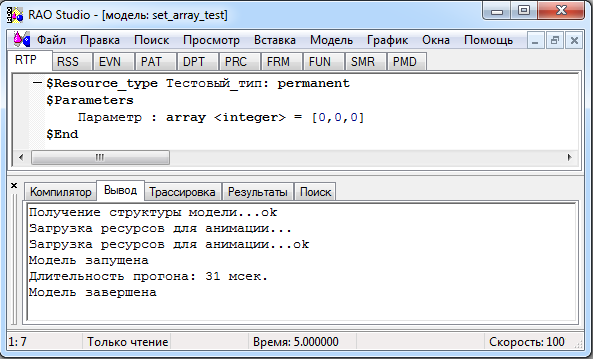 RAO Studio - [модель: set_array_test]
Файл Правка Поиск Просмотр Вставка Модель График Окна Помощь
RTP RSS EVN PAT DPT PRC FRM FUN SMR PMD
$Resource_type Тестовый_тип: permanent
$Parameters
Параметр : array <integer> = [0,0,0]
$End
Компилятор Вывод Трассировка Результаты Поиск
Получение структуры модели...ok
Загрузка ресурсов для анимации...
Загрузка ресурсов для анимации...ok
Модель запущена
Длительность прогона: 31 мсек.
Модель завершена
1: 7 Только чтение Время: 5.000000 Скорость: 100